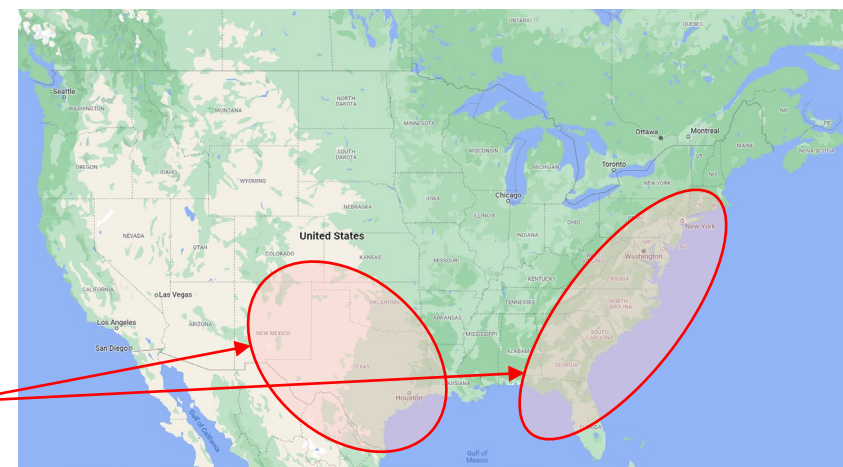 ONTARIO
QUEBEC
Seattle
WASHINGTON
MONTANA
NORTH
DAKOTA
MINNESOTA
Ottawa
Montreal
NB
PE
NOVA SCOTIA
MAINE
VT
NH
OREGON
IDAHO
SOUTH
DAKOTA
WISCONSIN
MICHIGAN
Toronto
NEW YORK
WYOMING
IOWA
Chicago
NEBRASKA
ILLINOIS
INDIANA
OHIO
New York
NEVADA
UTAH
United States
COLORADO
KANSAS
MISSOURI
MD
Washington
KENTUCKY
VIRGINIA
CALIFORNIA
Las Vegas
OKLAHOMA
TENNESSEE
NORTH
CAROLINA
ARKANSAS
Los Angeles
ARIZONA
NEW MEXICO
MISSISSIPPI
SOUTH
CAROLINA
San Diego
ALABAMA
GEORGIA
TEXAS
LOUISIANA
Houston
Gulf of
California
FLORIDA
Gulf of
Mexico